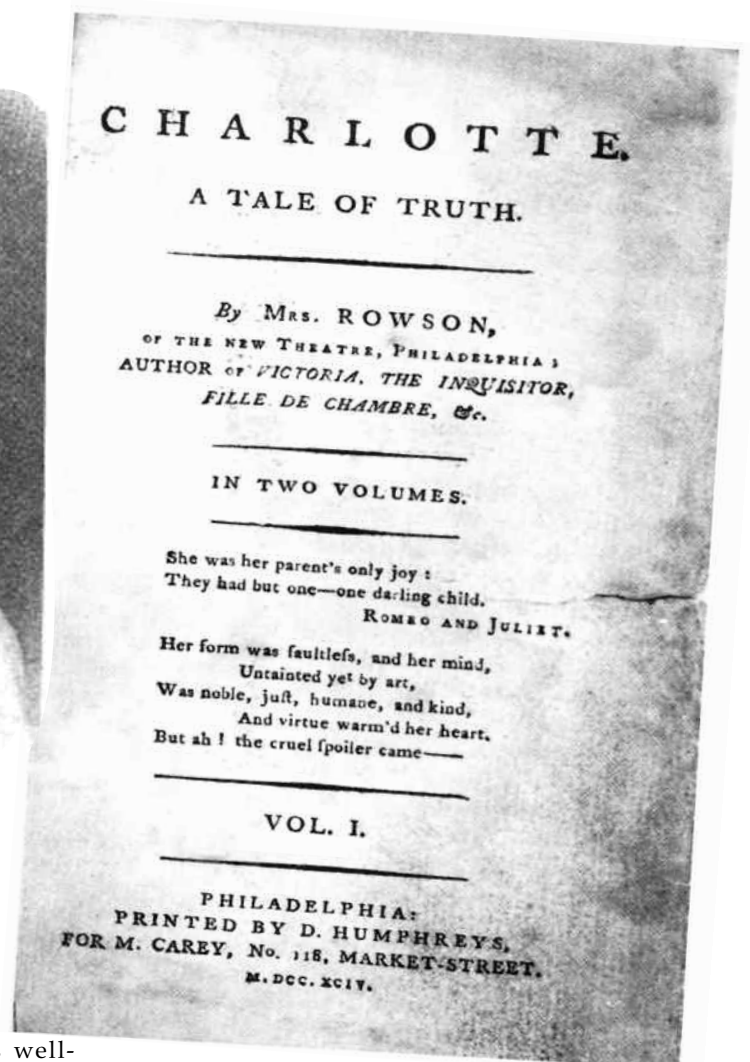 CHARLOTTE.
A TALE OF TRUTH.
By MRS. ROWSON,
OF THE NEW THEATRE, PHILADELPHIA;
AUTHOR OF VICTORIA, THE INQUISITOR,
FILLE DE CHAMBRE, &c.
IN TWO VOLUMES.
She was her parent's only joy:
They had but one—one darling child.
ROMEO AND JULIET.
Her form was faultleſs, and her mind,
Untainted yet by art,
Was noble, juſt, humane, and kind,
And virtue warm'd her heart.
But ah! the cruel ſpoiler came——
VOL. I.
PHILADELPHIA:
PRINTED BY D. HUMPHREYS,
FOR M. CAREY, No. 118, MARKET-STREET.
M.DCC.XCIV.
well-